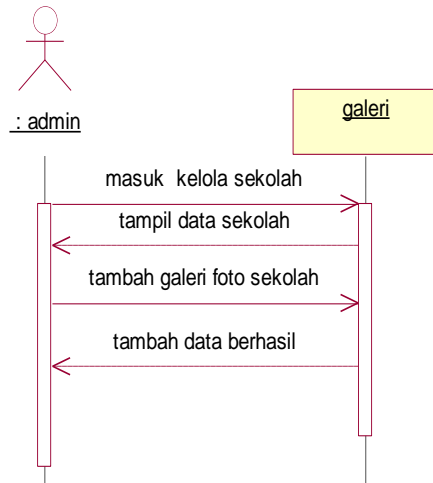 : admin
galeri
masuk kelola sekolah
tampil data sekolah
tambah galeri foto sekolah
tambah data berhasil